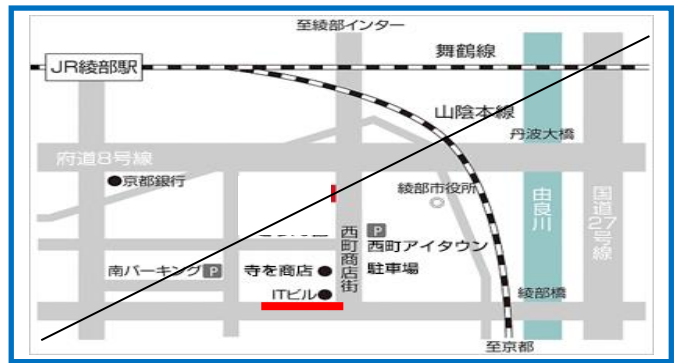 至綾部インター
舞鶴線
JR綾部駅
山陰本線
丹波大橋
府道8号線
●京都銀行
綾部市役所
由良川
国道27号線
西町商店街
P
西町アイタウン
駐車場
南パーキング P
寺を商店●
ITビル●
綾部橋
至京都